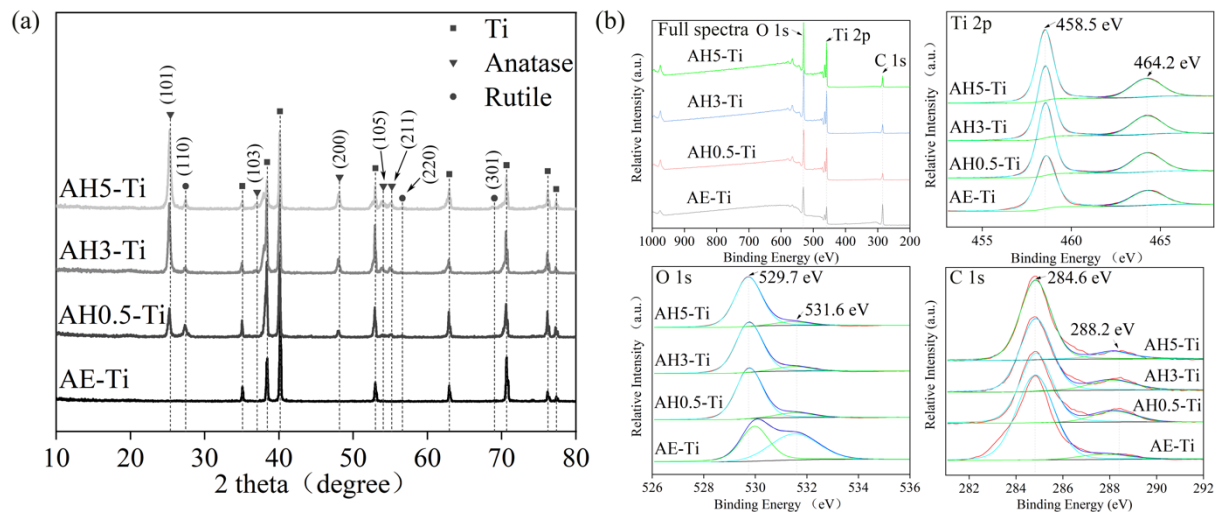 (a)
Ti
Anatase
Rutile
(101)
(110)
(103)
(200)
(105)
(211)
(220)
(301)
AH5-Ti
AH3-Ti
AH0.5-Ti
AE-Ti
10 20 30 40 50 60 70 80
2 theta（degree）
(b)
Full spectra O 1s
Ti 2p
C 1s
AH5-Ti
AH3-Ti
AH0.5-Ti
AE-Ti
Relative Intensity (a.u.)
1000 900 800 700 600 500 400 300 200
Binding Energy (eV)
Ti 2p
458.5 eV
464.2 eV
AH5-Ti
AH3-Ti
AH0.5-Ti
AE-Ti
Relative Intensity（a.u.）
455 460 465
Binding Energy（eV）
O 1s
529.7 eV
531.6 eV
AH5-Ti
AH3-Ti
AH0.5-Ti
AE-Ti
Relative Intensity（a.u.）
526 528 530 532 534 536
Binding Energy （eV）
C 1s
284.6 eV
288.2 eV
AH5-Ti
AH3-Ti
AH0.5-Ti
AE-Ti
Relative Intensity (a.u.)
282 284 286 288 290 292
Binding Energy (eV)